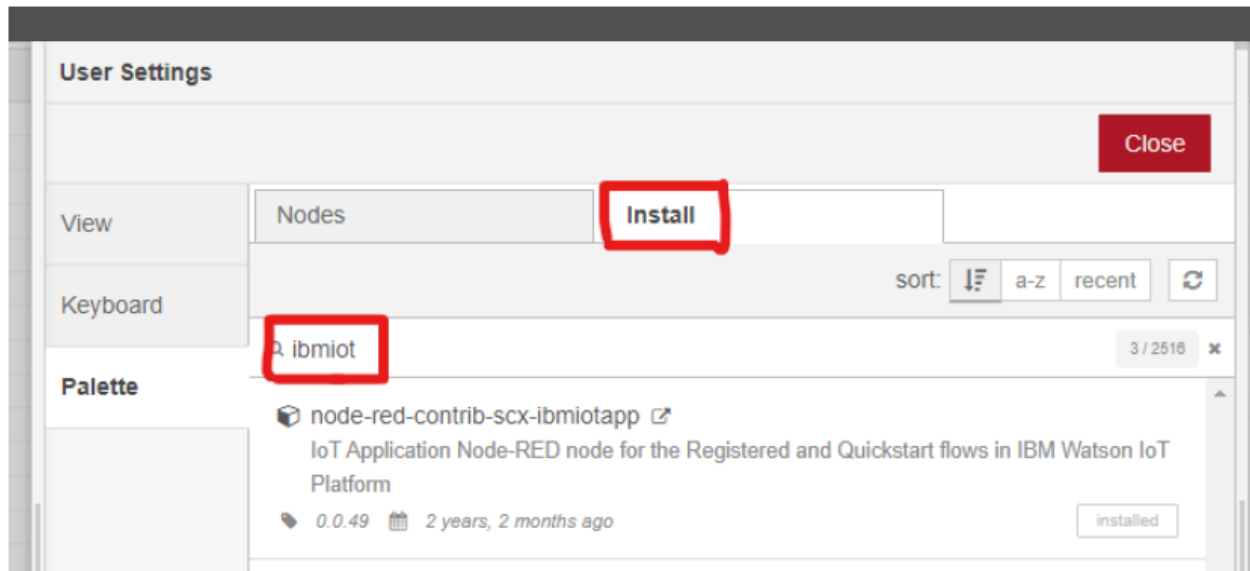 User Settings
Close
View
Nodes
Install
sort:
a-z
recent
Keyboard
ibmiot
3 / 2516
Palette
node-red-contrib-scx-ibmiotapp
IoT Application Node-RED node for the Registered and Quickstart flows in IBM Watson IoT
Platform
0.0.49 2 years, 2 months ago
installed